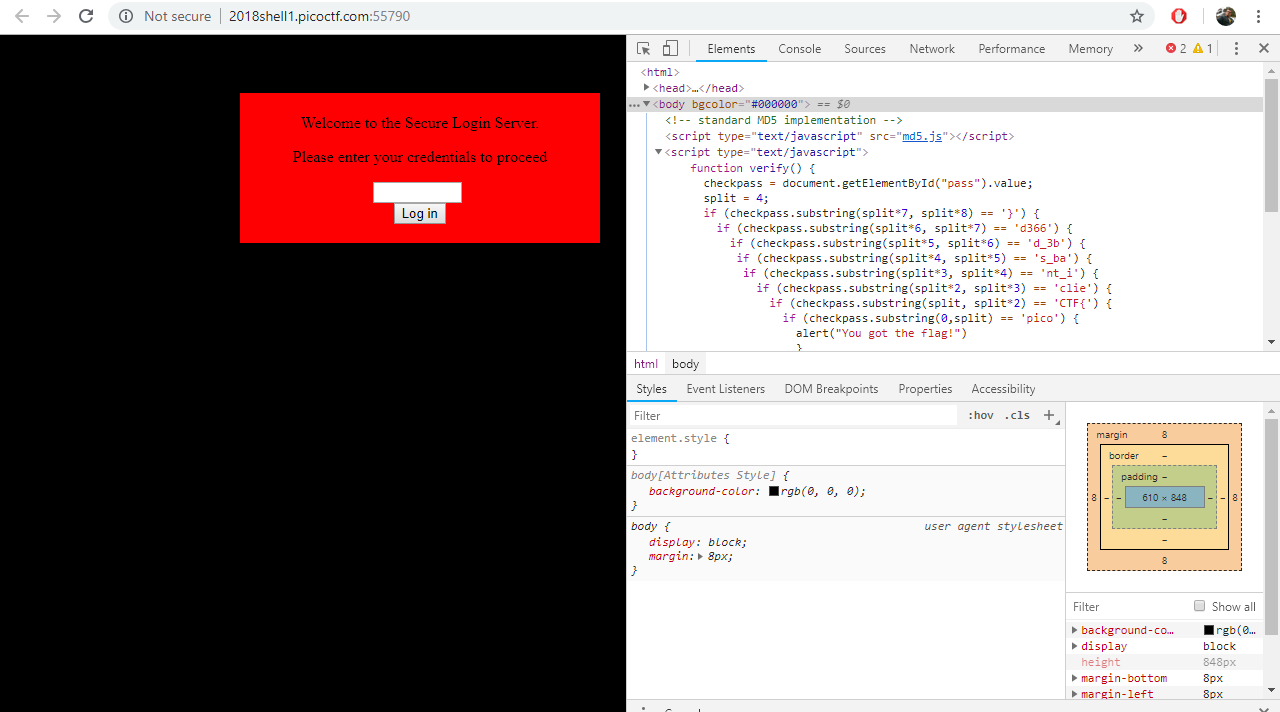 Not secure | 2018shell1.picoctf.com:55790
Welcome to the Secure Login Server.
Please enter your credentials to proceed
Log in
Elements Console Sources Network Performance Memory » 2 1
<html>
<head>…</head>
… <body bgcolor="#000000"> == $0
<!-- standard MD5 implementation -->
<script type="text/javascript" src="md5.js"></script>
<script type="text/javascript">
function verify() {
checkpass = document.getElementById("pass").value;
split = 4;
if (checkpass.substring(split*7, split*8) == '}') {
if (checkpass.substring(split*6, split*7) == 'd366') {
if (checkpass.substring(split*5, split*6) == 'd_3b') {
if (checkpass.substring(split*4, split*5) == 's_ba') {
if (checkpass.substring(split*3, split*4) == 'nt_i') {
if (checkpass.substring(split*2, split*3) == 'clie') {
if (checkpass.substring(split, split*2) == 'CTF{') {
if (checkpass.substring(0,split) == 'pico') {
alert("You got the flag!")
}
html body
Styles Event Listeners DOM Breakpoints Properties Accessibility
Filter :hov .cls +
element.style {
}
body[Attributes Style] {
background-color: rgb(0, 0, 0);
}
body { user agent stylesheet
display: block;
margin: 8px;
}
margin 8
border –
padding –
8 – – 610 × 848 – – 8
–
–
8
Filter Show all
background-co… rgb(0…
display block
height 848px
margin-bottom 8px
margin-left 8px